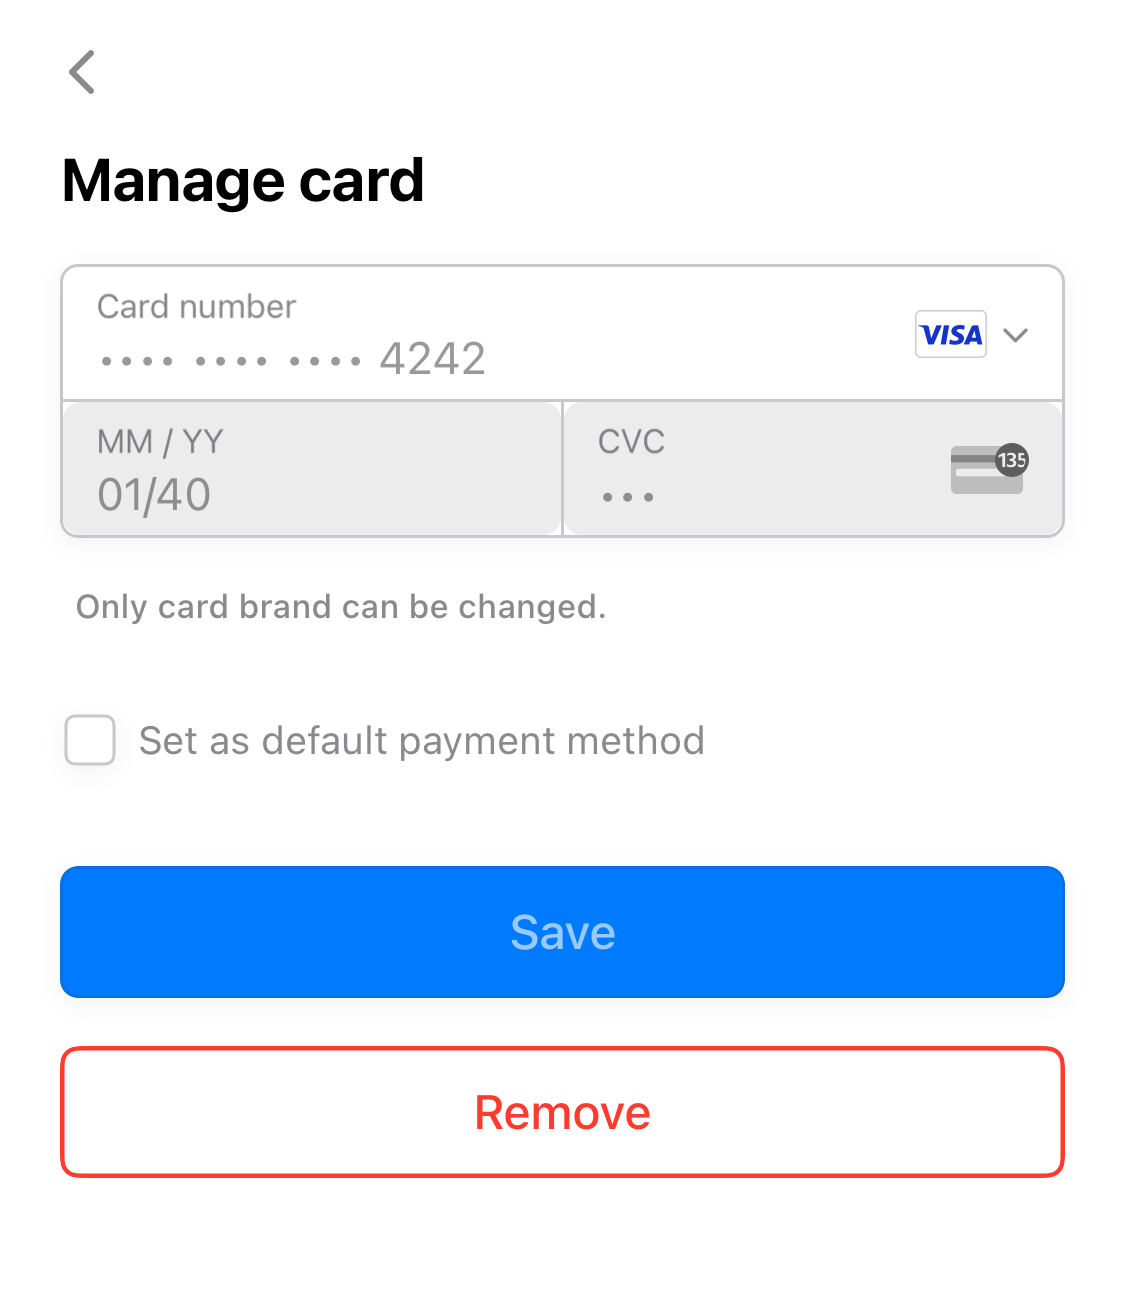 Manage card
Card number
•••• •••• •••• 4242
VISA
MM / YY
01/40
CVC
•••
135
Only card brand can be changed.
Set as default payment method
Save
Remove